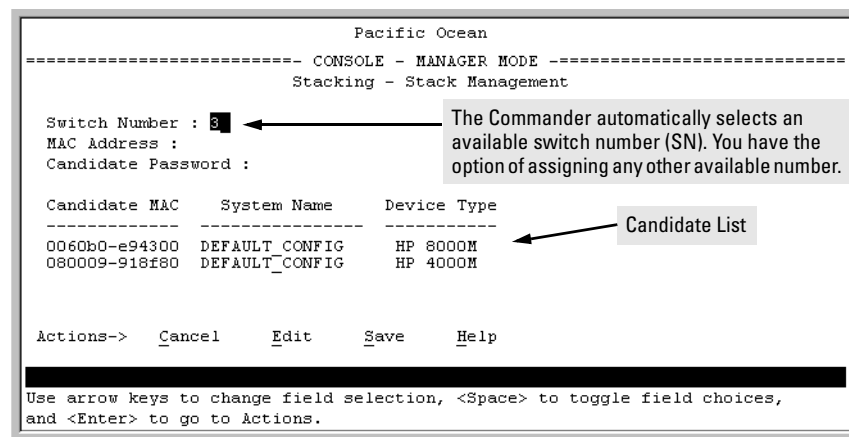 Pacific Ocean
==========================- CONSOLE - MANAGER MODE -============================
Stacking - Stack Management
Switch Number : 3
The Commander automatically selects an
available switch number (SN). You have the
option of assigning any other available number.
MAC Address :
Candidate Password :
Candidate MAC System Name Device Type
------------- ---------------- -----------
Candidate List
0060b0-e94300 DEFAULT_CONFIG HP 8000M
080009-918f80 DEFAULT_CONFIG HP 4000M
Actions-> Cancel Edit Save Help
Use arrow keys to change field selection, <Space> to toggle field choices,
and <Enter> to go to Actions.